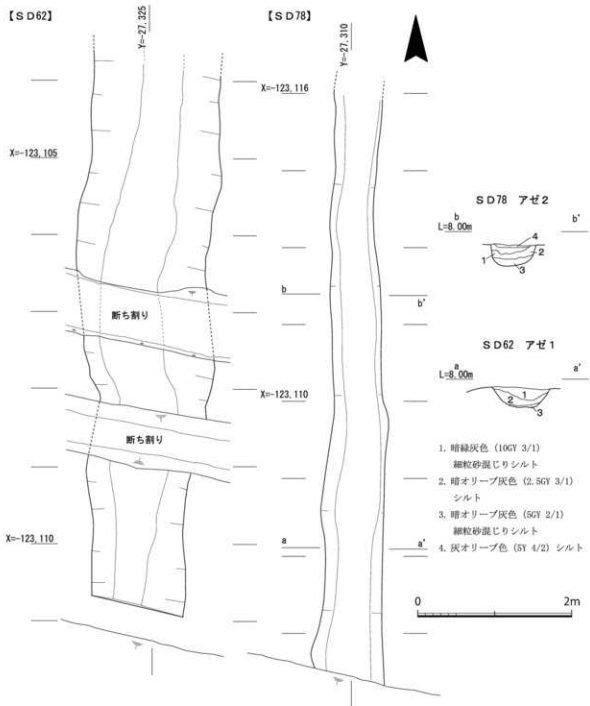 【ＳＤ62】
Y=-27,325
X=-123,105
断ち割り
断ち割り
X=-123,110
【ＳＤ78】
Y=-27,310
X=-123,116
b
b'
X=-123,110
a
a'
ＳＤ78 アゼ２
b
b'
L=8.00m
4
1
2
3
ＳＤ62 アゼ１
a
a'
L=8.00m
1
2
3
1. 暗緑灰色 (10GY 3/1)
細粒砂混じりシルト
2. 暗オリーブ灰色 (2.5GY 3/1)
シルト
3. 暗オリーブ灰色 (5GY 2/1)
細粒砂混じりシルト
4. 灰オリーブ色 (5Y 4/2) シルト
0
2m